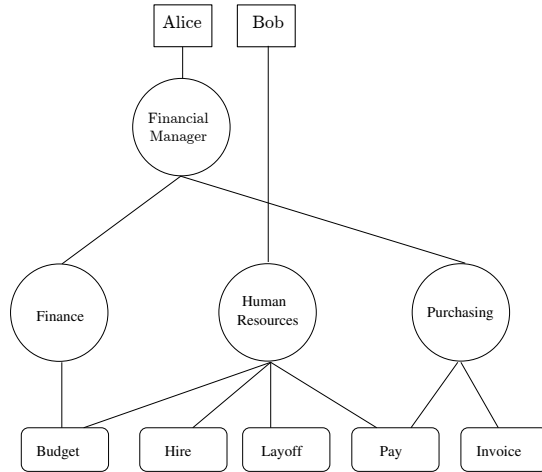 Alice
Bob
Financial
Manager
Finance
Human
Resources
Purchasing
Budget
Hire
Layoff
Pay
Invoice